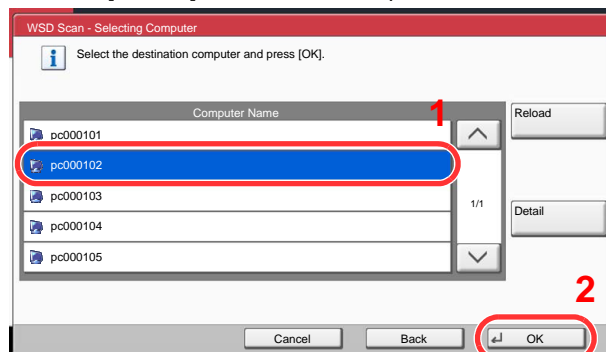 WSD Scan - Selecting Computer
Select the destination computer and press [OK].
Computer Name
1
Reload
pc000101
pc000102
pc000103
1/1
Detail
pc000104
pc000105
2
Cancel
Back
OK